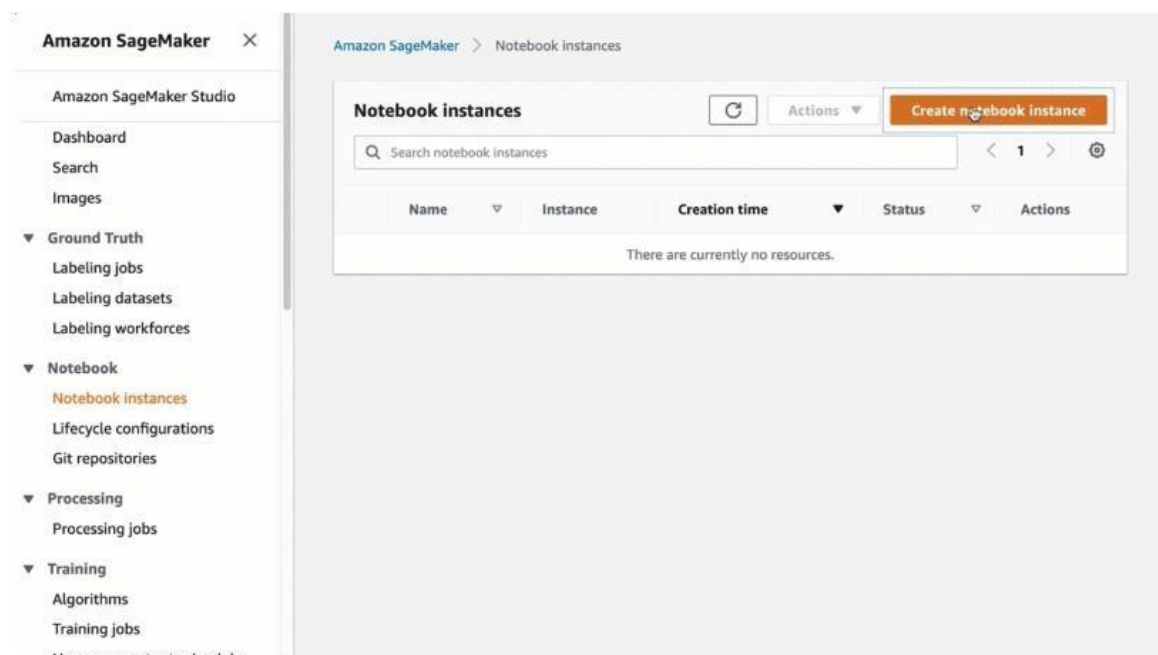 Amazon SageMaker
Amazon SageMaker Studio
Dashboard
Search
Images
Ground Truth
Labeling jobs
Labeling datasets
Labeling workforces
Notebook
Notebook instances
Lifecycle configurations
Git repositories
Processing
Processing jobs
Training
Algorithms
Training jobs
Amazon SageMaker > Notebook instances
Notebook instances
Actions
Create notebook instance
Search notebook instances
< 1 >
Name Instance Creation time Status Actions
There are currently no resources.